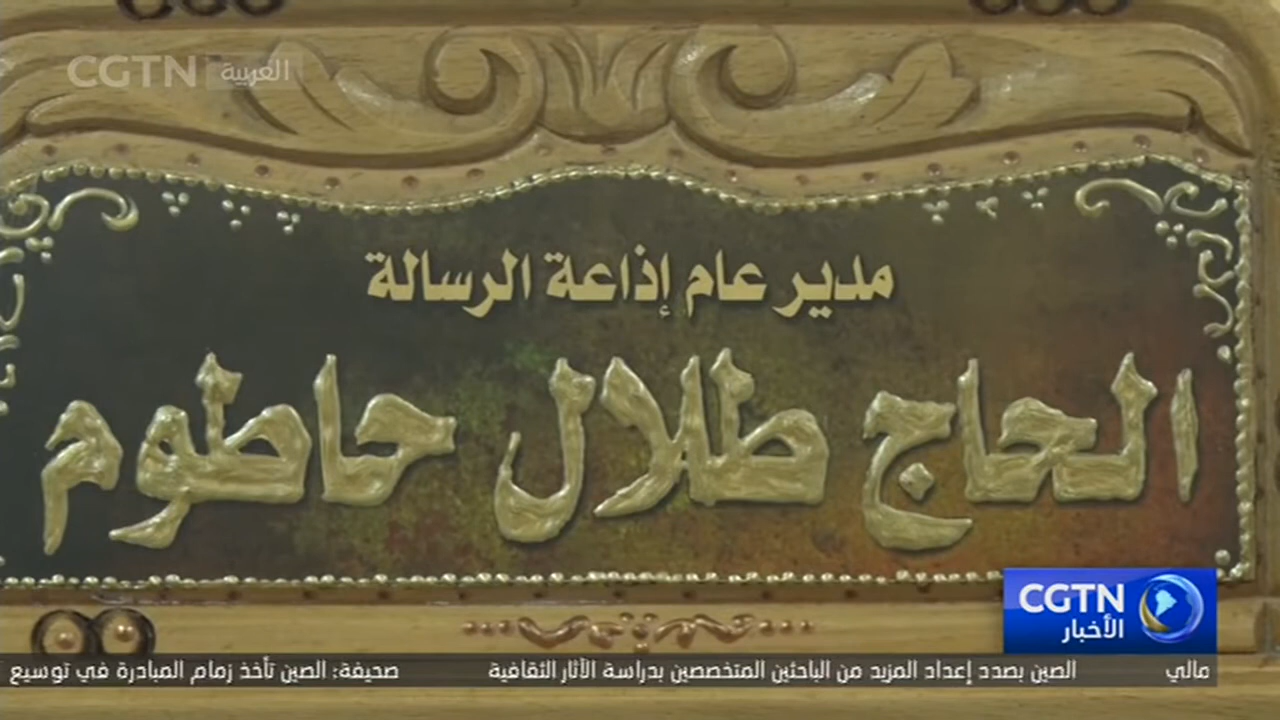 CGTN العربية
مدير عام إذاعة الرسالة
الحاج طلال حاطوم
CGTN
الأخبار
مالي الصين بصدد إعداد المزيد من الباحثين المتخصصين بدراسة الآثار الثقافية صحيفة: الصين تأخذ زمام المبادرة في توسيع